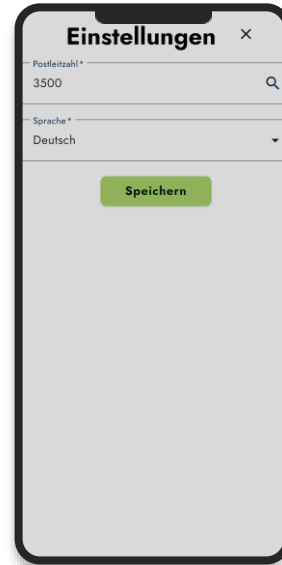 Einstellungen
Postleitzahl*
3500
Sprache*
Deutsch
Speichern